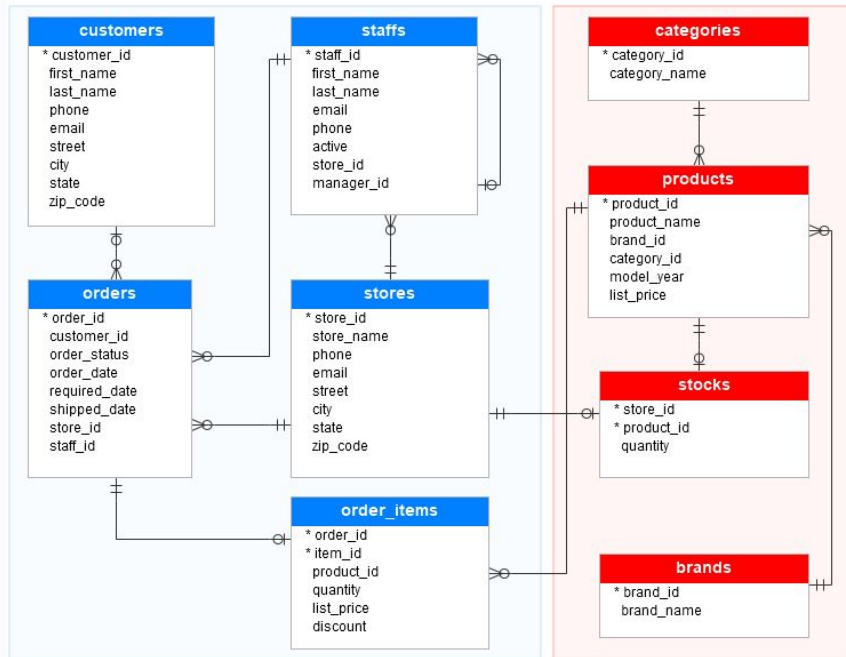 customers
* customer_id
first_name
last_name
phone
email
street
city
state
zip_code
staffs
* staff_id
first_name
last_name
email
phone
active
store_id
manager_id
categories
* category_id
category_name
products
* product_id
product_name
brand_id
category_id
model_year
list_price
orders
* order_id
customer_id
order_status
order_date
required_date
shipped_date
store_id
staff_id
stores
* store_id
store_name
phone
email
street
city
state
zip_code
stocks
* store_id
* product_id
quantity
order_items
* order_id
* item_id
product_id
quantity
list_price
discount
brands
* brand_id
brand_name